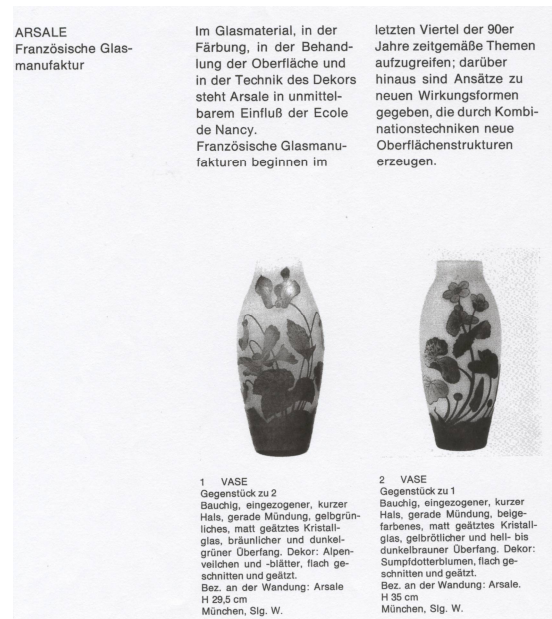 ARSALE
Französische Glas-
manufaktur
Im Glasmaterial, in der
Färbung, in der Behand-
lung der Oberfläche und
in der Technik des Dekors
steht Arsale in unmittel-
barem Einfluß der Ecole
de Nancy.
Französische Glasmanu-
fakturen beginnen im
letzten Viertel der 90er
Jahre zeitgemäße Themen
aufzugreifen; darüber
hinaus sind Ansätze zu
neuen Wirkungsformen
gegeben, die durch Kombi-
nationstechniken neue
Oberflächenstrukturen
erzeugen.
1 VASE
Gegenstück zu 2
Bauchig, eingezogener, kurzer
Hals, gerade Mündung, gelbgrün-
liches, matt geätztes Kristall-
glas, bräunlicher und dunkel-
grüner Überfang. Dekor: Alpen-
veilchen und -blätter, flach ge-
schnitten und geätzt.
Bez. an der Wandung: Arsale
H 29,5 cm
München, Slg. W.
2 VASE
Gegenstück zu 1
Bauchig, eingezogener, kurzer
Hals, gerade Mündung, beige-
farbenes, matt geätztes Kristall-
glas, gelbrötlicher und hell- bis
dunkelbrauner Überfang. Dekor:
Sumpfdotterblumen, flach ge-
schnitten und geätzt.
Bez. an der Wandung: Arsale.
H 35 cm
München, Slg. W.